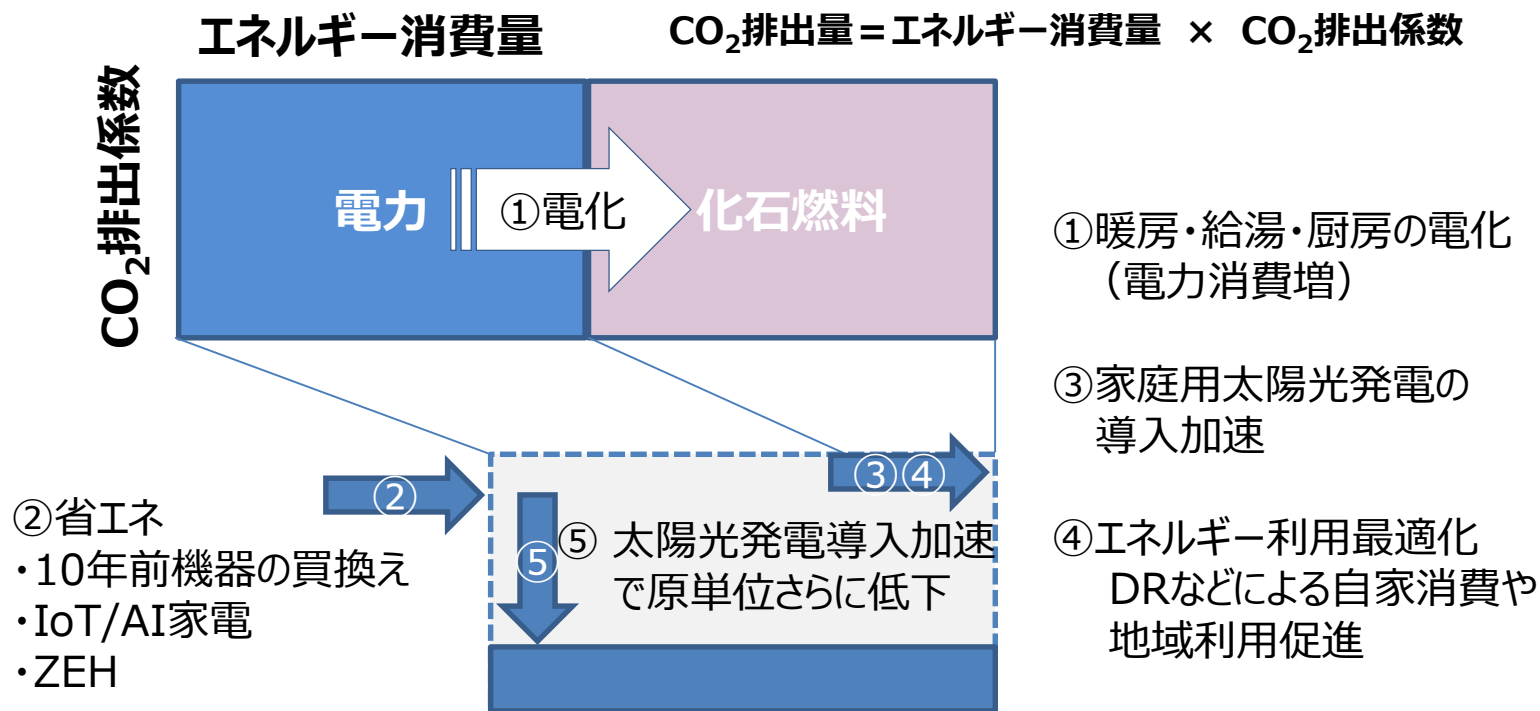 エネルギー消費量
CO₂排出量＝エネルギー消費量 × CO₂排出係数
CO₂排出係数
電力
①電化
化石燃料
①暖房・給湯・厨房の電化
（電力消費増）
③家庭用太陽光発電の
導入加速
④エネルギー利用最適化
DRなどによる自家消費や
地域利用促進
②
③④
②省エネ
・10年前機器の買換え
・IoT/AI家電
・ZEH
⑤
⑤ 太陽光発電導入加速
で原単位さらに低下